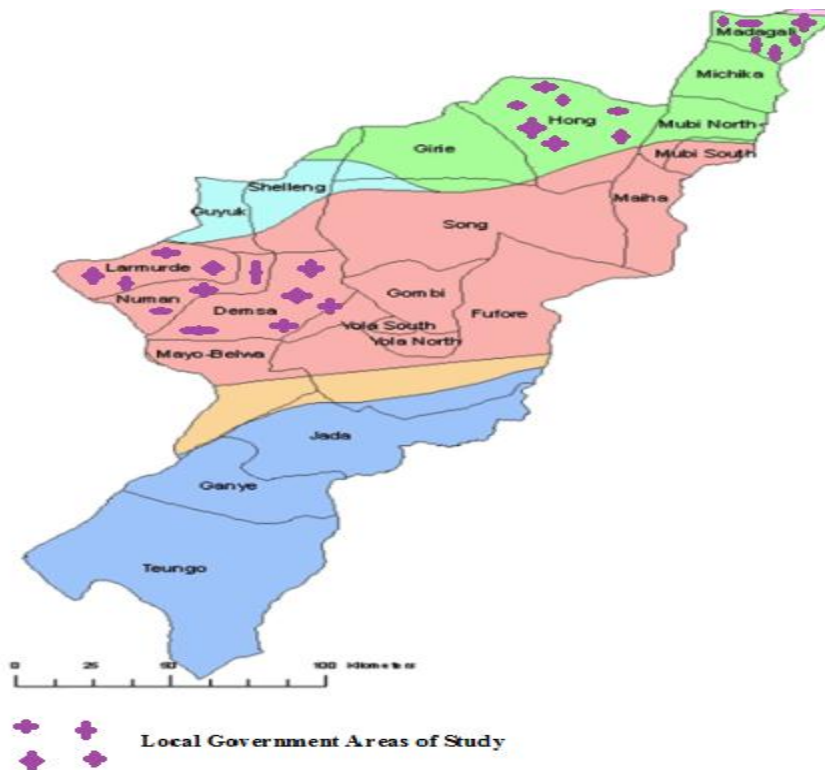 Madagali
Michika
Hong
Mubi North
Girie
Mubi South
Shelleng
Maiha
Guyuk
Song
Larmurde
Gombi
Numan
Demsa
Fufore
Yola South
Yola North
Mayo-Belwa
Jada
Ganye
Teungo
0 25 50 100 Kilometers
Local Government Areas of Study